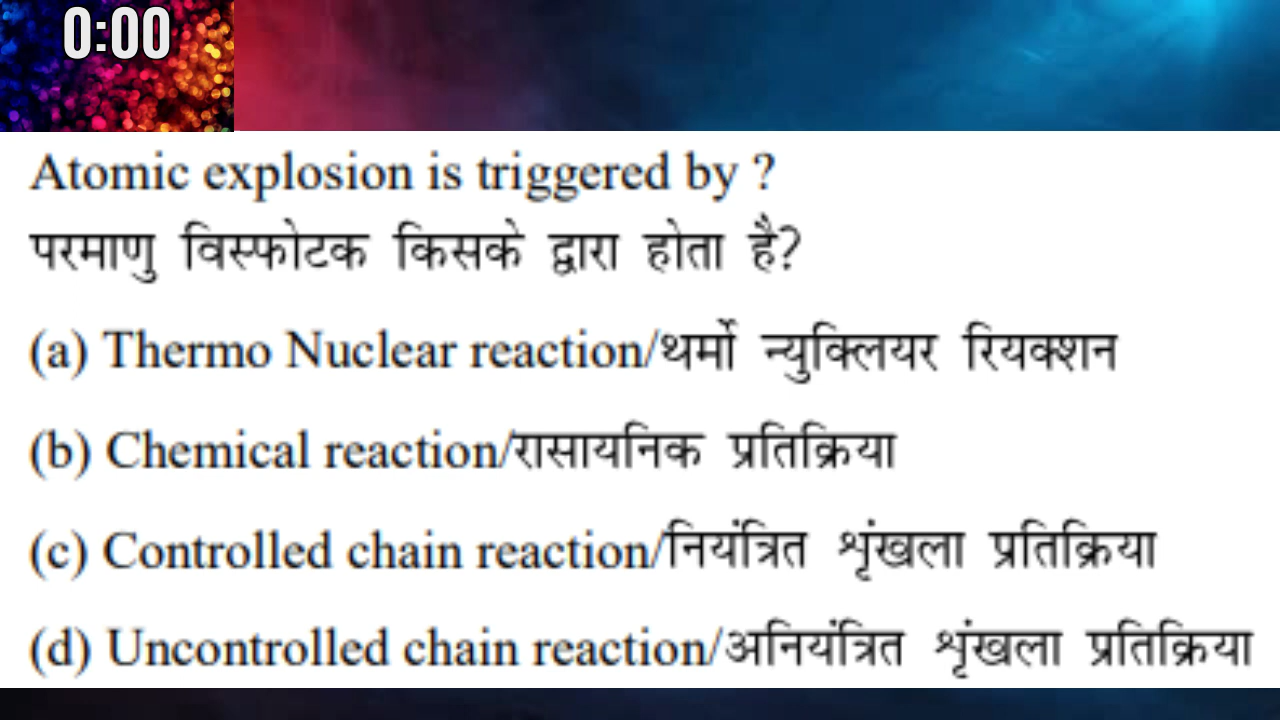 0:00
Atomic explosion is triggered by ?
परमाणु विस्फोटक किसके द्वारा होता है?
(a) Thermo Nuclear reaction/थर्मो न्युक्लियर रियक्शन
(b) Chemical reaction/रासायनिक प्रतिक्रिया
(c) Controlled chain reaction/नियंत्रित शृंखला प्रतिक्रिया
(d) Uncontrolled chain reaction/अनियंत्रित शृंखला प्रतिक्रिया